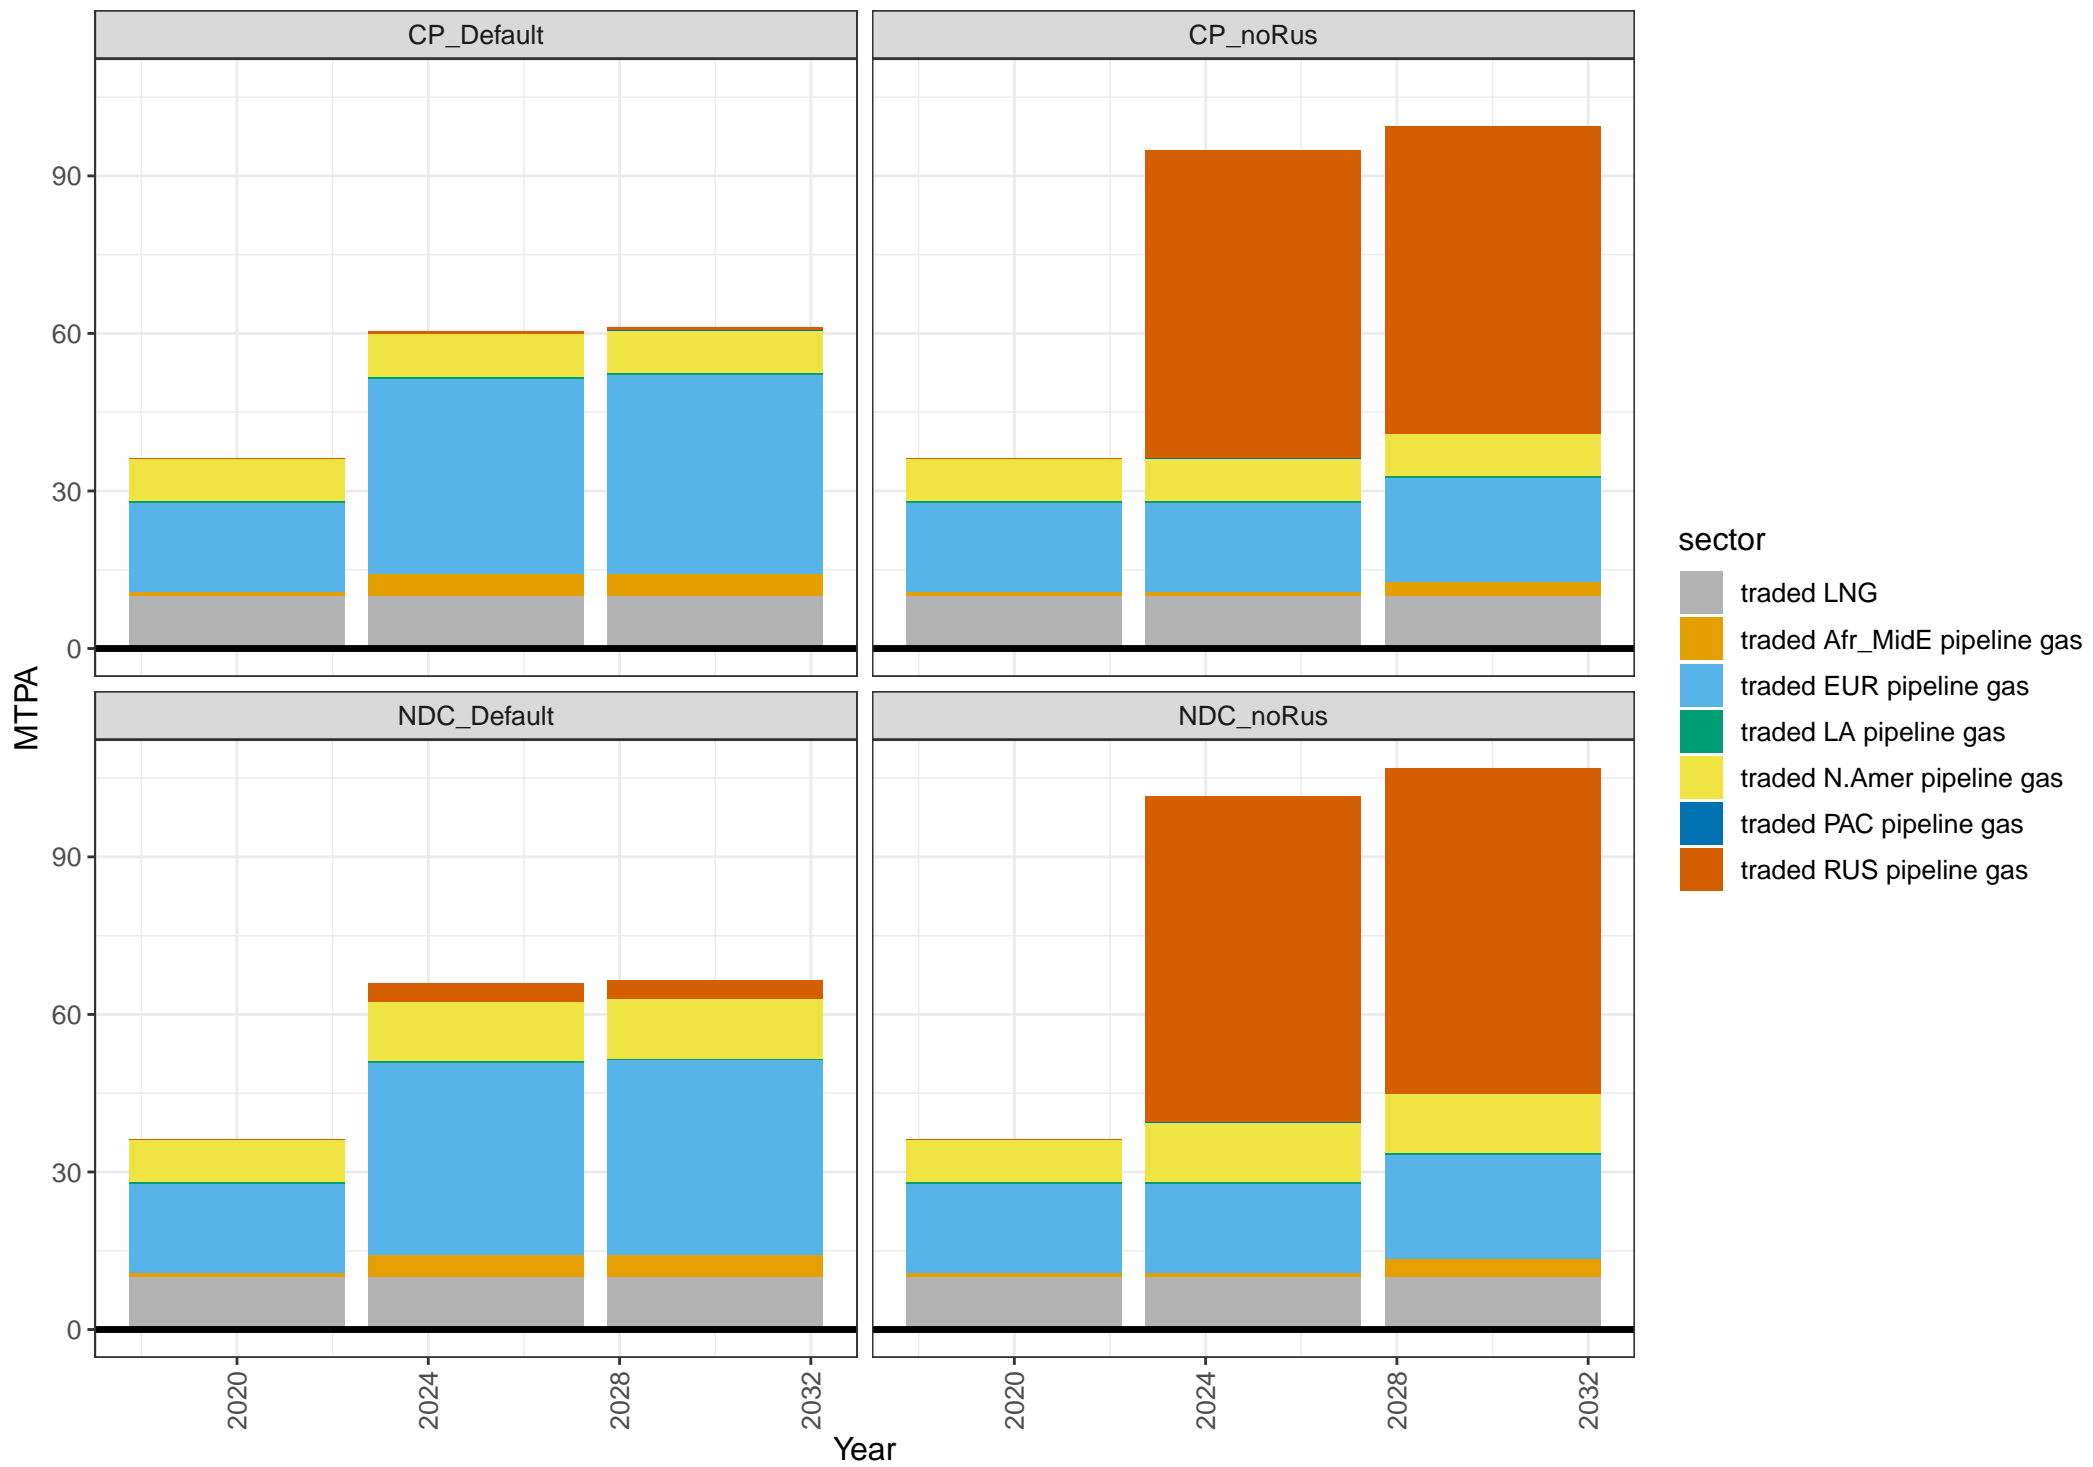 CP_Default
CP_noRus
90
60
30
0
NDC_Default
NDC_noRus
90
60
30
0
MTPA
2020
2024
2028
2032
2020
2024
2028
2032
Year
sector
traded LNG
traded Afr_MidE pipeline gas
traded EUR pipeline gas
traded LA pipeline gas
traded N.Amer pipeline gas
traded PAC pipeline gas
traded RUS pipeline gas